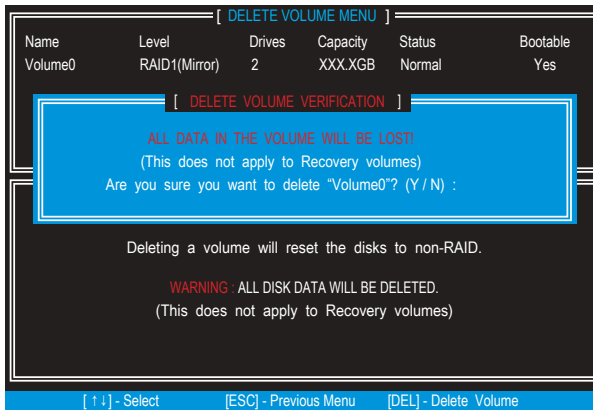 [ DELETE VOLUME MENU ]
Name Level Drives Capacity Status Bootable
Volume0 RAID1(Mirror) 2 XXX.XGB Normal Yes
[ DELETE VOLUME VERIFICATION ]
ALL DATA IN THE VOLUME WILL BE LOST!
(This does not apply to Recovery volumes)
Are you sure you want to delete “Volume0”? (Y / N) :
Deleting a volume will reset the disks to non-RAID.
WARNING : ALL DISK DATA WILL BE DELETED.
(This does not apply to Recovery volumes)
[ ↑↓] - Select [ESC] - Previous Menu [DEL] - Delete Volume